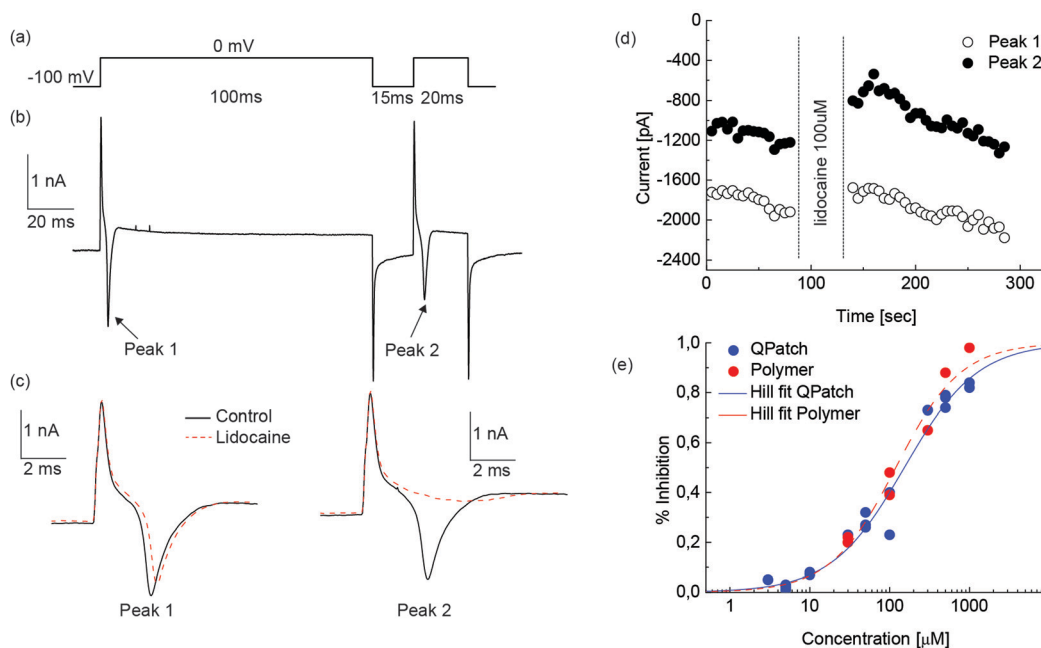 (a)
0 mV
-100 mV
100ms
15ms
20ms
(b)
1 nA
20 ms
Peak 1
Peak 2
(c)
1 nA
2 ms
Control
Lidocaine
1 nA
2 ms
Peak 1
Peak 2
(d)
0
-400
-800
-1200
-1600
-2000
-2400
Current [pA]
Peak 1
Peak 2
lidocaine 100uM
0
100
200
300
Time [sec]
(e)
QPatch
Polymer
Hill fit QPatch
Hill fit Polymer
1,0
0,8
0,6
0,4
0,2
0,0
% Inhibition
1
10
100
1000
Concentration [µM]